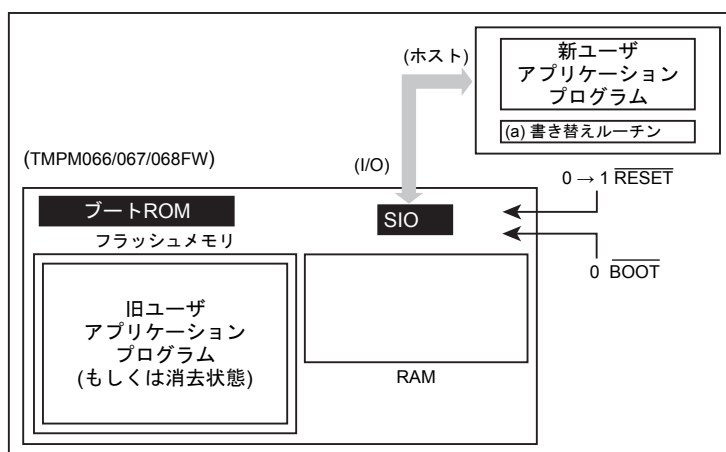 (ホスト)
新ユーザ
アプリケーション
プログラム
(a) 書き替えルーチン
(TMPM066/067/068FW)
(I/O)
0 → 1 RESET
ブートROM
SIO
フラッシュメモリ
0 BOOT
旧ユーザ
アプリケーション
プログラム
(もしくは消去状態)
RAM